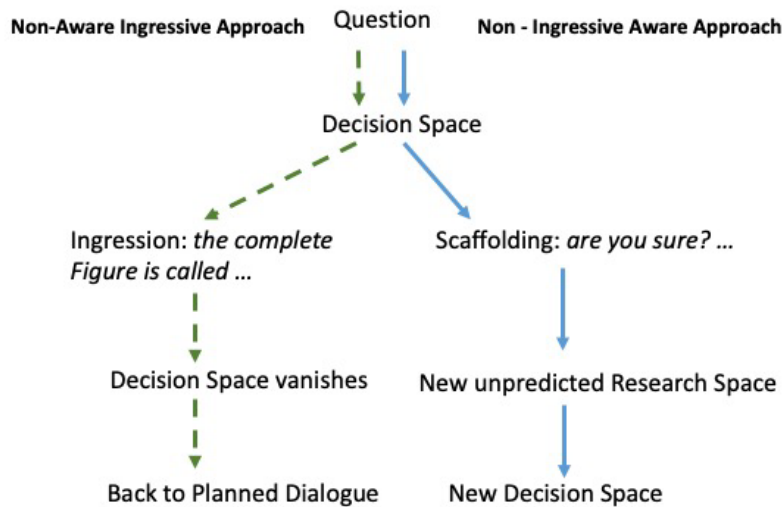 Non-Aware Ingressive Approach
Question
Non - Ingressive Aware Approach
Decision Space
Ingression: the complete
Figure is called ...
Scaffolding: are you sure? ...
Decision Space vanishes
New unpredicted Research Space
Back to Planned Dialogue
New Decision Space